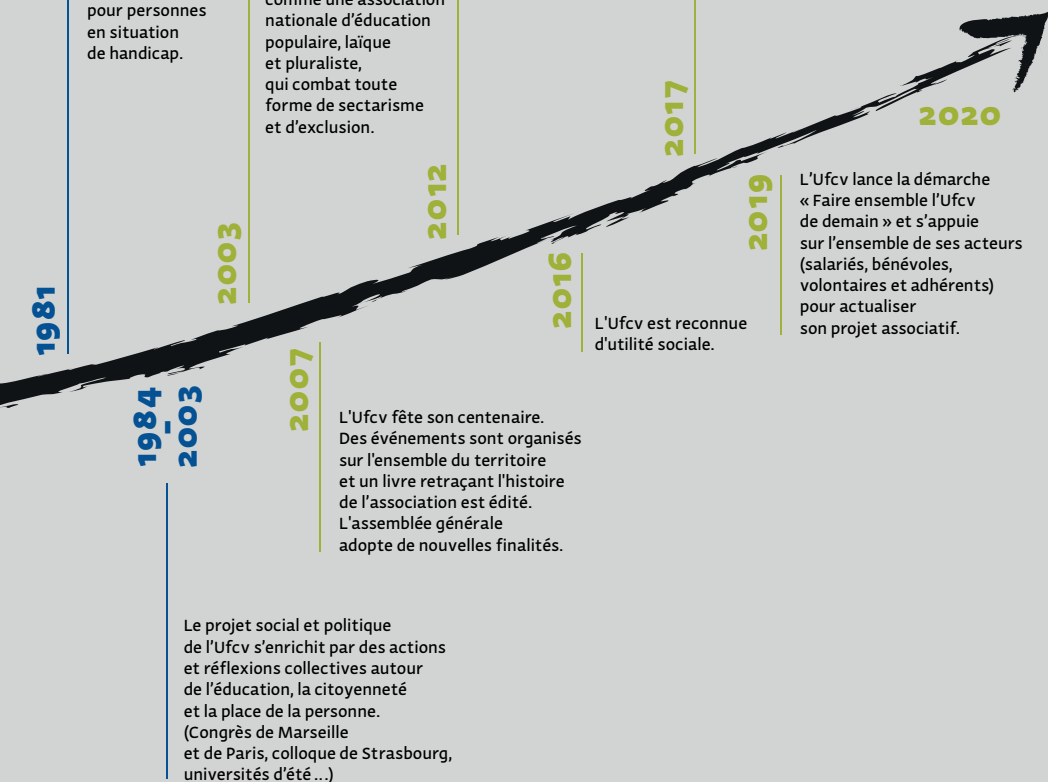 pour personnes
en situation
de handicap.
1981
comme une association
nationale d’éducation
populaire, laïque
et pluraliste,
qui combat toute
forme de sectarisme
et d’exclusion.
2003
2012
2017
2020
1984
-
2003
Le projet social et politique
de l’Ufcv s’enrichit par des actions
et réflexions collectives autour
de l’éducation, la citoyenneté
et la place de la personne.
(Congrès de Marseille
et de Paris, colloque de Strasbourg,
universités d’été ...)
2007
L'Ufcv fête son centenaire.
Des événements sont organisés
sur l'ensemble du territoire
et un livre retraçant l'histoire
de l’association est édité.
L'assemblée générale
adopte de nouvelles finalités.
2016
L'Ufcv est reconnue
d'utilité sociale.
2019
L’Ufcv lance la démarche
« Faire ensemble l’Ufcv
de demain » et s’appuie
sur l’ensemble de ses acteurs
(salariés, bénévoles,
volontaires et adhérents)
pour actualiser
son projet associatif.